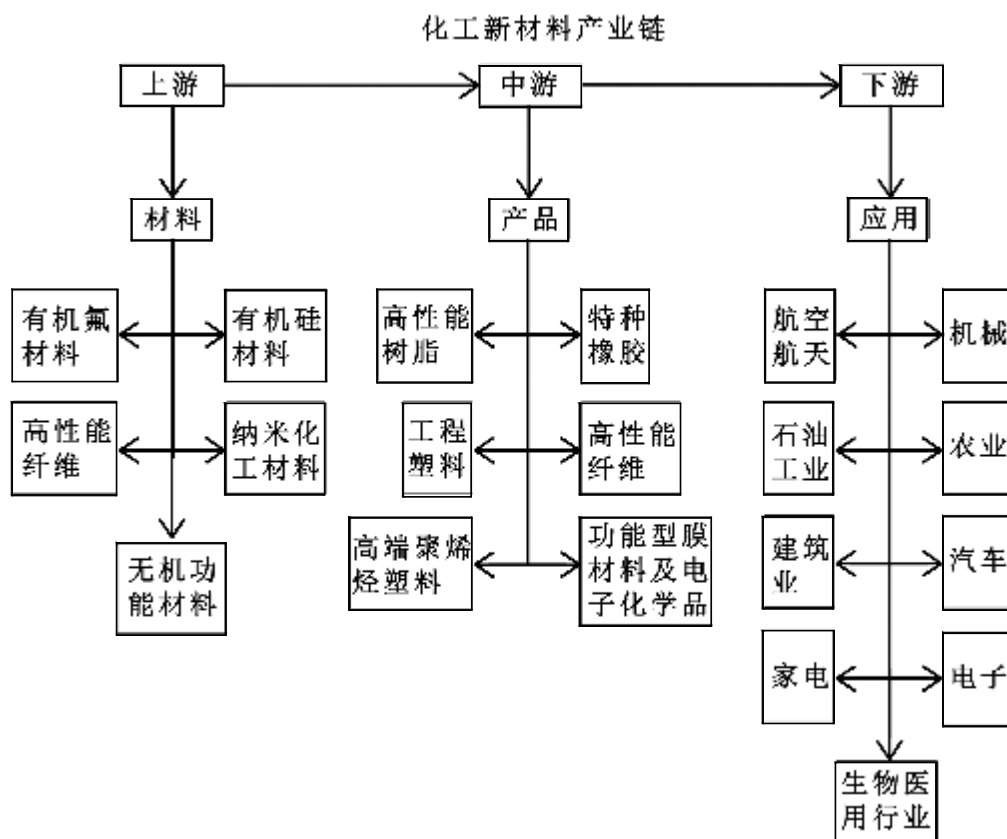 化工新材料产业链
上游
中游
下游
材料
产品
应用
有机氟
材料
有机硅
材料
高性能
纤维
纳米化
工材料
无机功
能材料
高性能
树脂
特种
橡胶
工程
塑料
高性能
纤维
高端聚烯
烃塑料
功能型膜
材料及电
子化学品
航空
航天
机械
石油
工业
农业
建筑
业
汽车
家电
电子
生物医
用行业